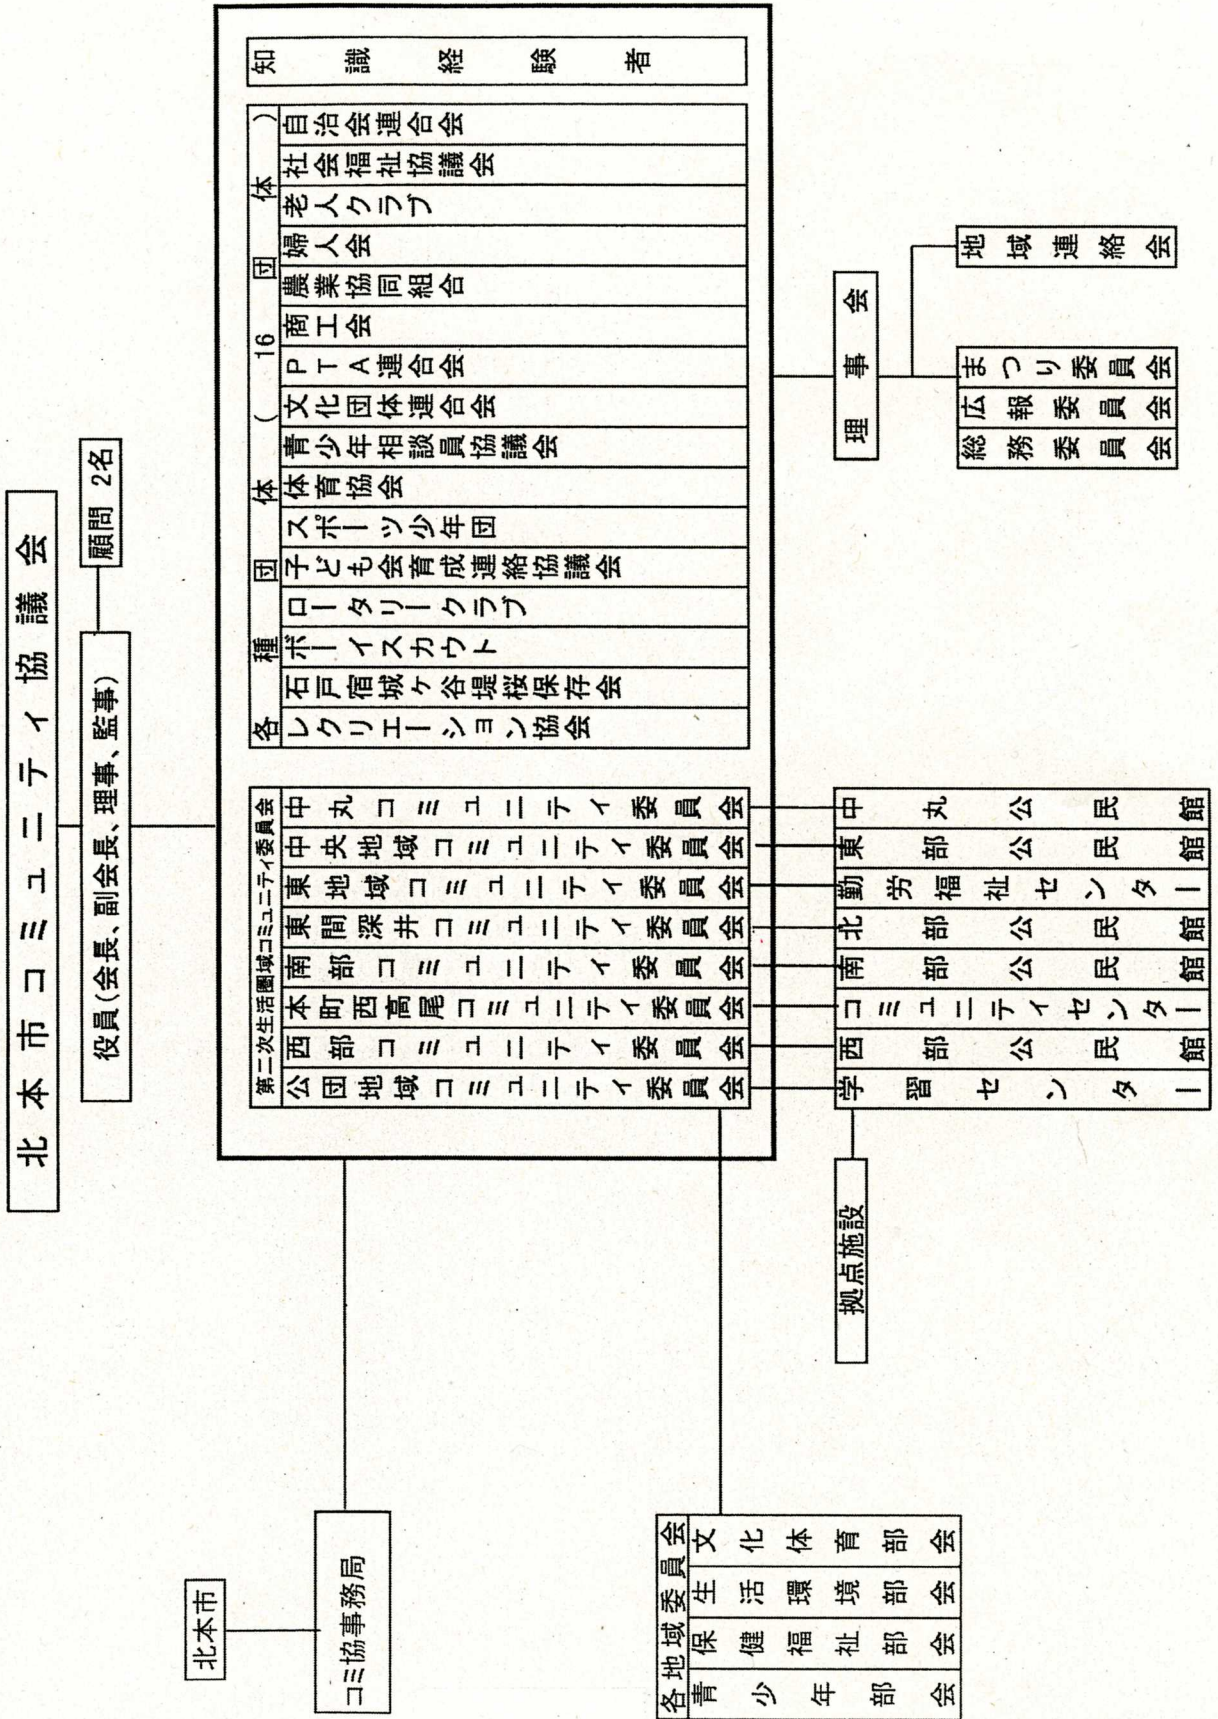 北本市コミュニティ協議会
役員(会長、副会長、理事、監事)
顧問 2名
北本市
コミ協事務局
第二次生活圏域コミュニティ委員会
公団地域コミュニティ委員会
西部コミュニティ委員会
本町西高尾コミュニティ委員会
南部コミュニティ委員会
東間深井コミュニティ委員会
東地域コミュニティ委員会
中央地域コミュニティ委員会
中丸コミュニティ委員会
各種団体(16団体)
レクリエーション協会
石戸宿城ケ谷堤桜保存会
ボーイスカウト
ロータリークラブ
子ども会育成連絡協議会
スポーツ少年団
体育協会
青少年相談員協議会
文化団体連合会
PTA連合会
商工会
農業協同組合
婦人会
老人クラブ
社会福祉協議会
自治会連合会
知識経験者
各地域委員会
青少年部会
保健福祉部会
生活環境部会
文化体育部会
拠点施設
学習センター
西部公民館
コミュニティセンター
南部公民館
北部公民館
勤労福祉センター
東部公民館
中丸公民館
理事会
総務委員会
広報委員会
まつり委員会
地域連絡会